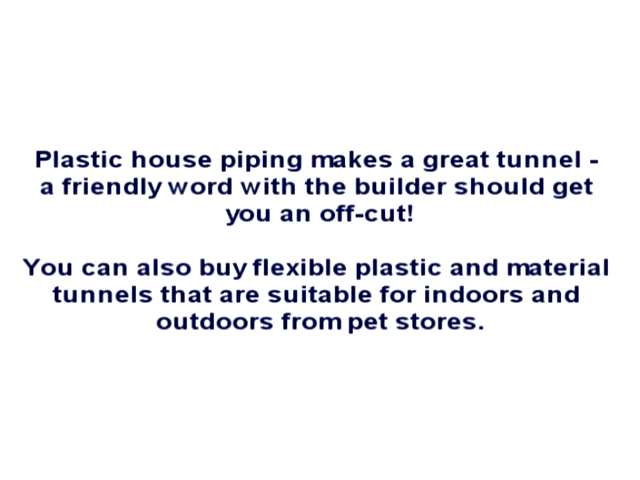 Plastic house piping makes a great tunnel -
a friendly word with the builder should get
you an off-cut!
You can also buy flexible plastic and material
tunnels that are suitable for indoors and
outdoors from pet stores.